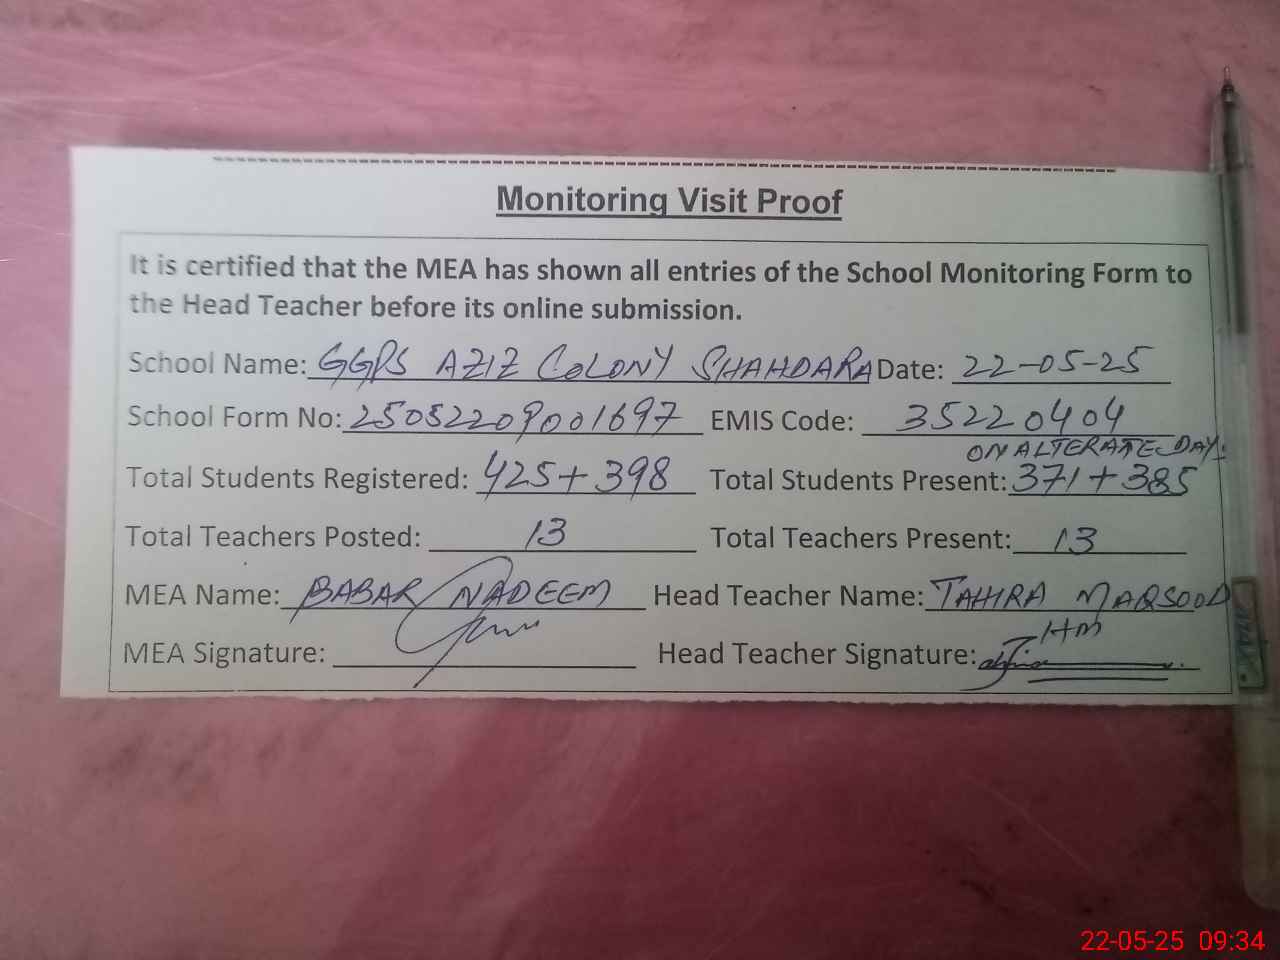 Monitoring Visit Proof
It is certified that the MEA has shown all entries of the School Monitoring Form to
the Head Teacher before its online submission.
School Name: GGPS AZIZ COLONY SHAHDARA Date: 22-05-25
School Form No: 25052209001697 EMIS Code: 35220404
ON ALTERATE DAY:
Total Students Registered: 425+398 Total Students Present: 371+385
Total Teachers Posted: 13 Total Teachers Present: 13
MEA Name: BABAR NADEEM Head Teacher Name: TAHIRA MAQSOOD
HM
MEA Signature: Head Teacher Signature:
22-05-25 09:34